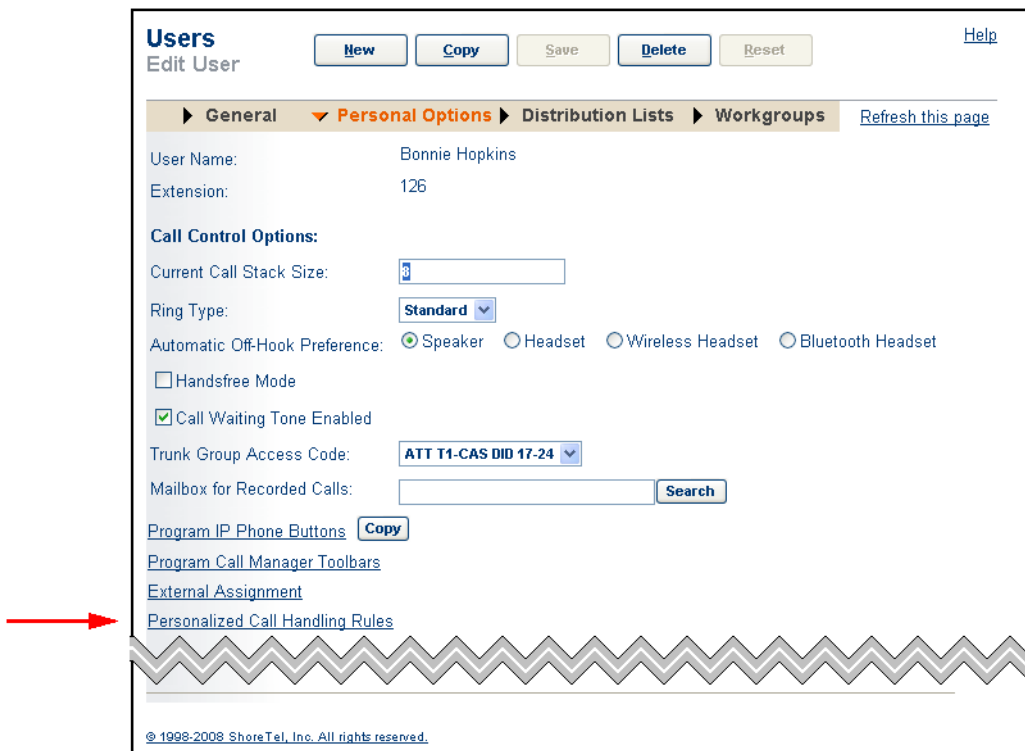 Users
Edit User
New Copy Save Delete Reset
Help
General Personal Options Distribution Lists Workgroups Refresh this page
User Name: Bonnie Hopkins
Extension: 126
Call Control Options:
Current Call Stack Size: 8
Ring Type: Standard
Automatic Off-Hook Preference: Speaker Headset Wireless Headset Bluetooth Headset
Handsfree Mode
Call Waiting Tone Enabled
Trunk Group Access Code: ATT T1-CAS DID 17-24
Mailbox for Recorded Calls: Search
Program IP Phone Buttons Copy
Program Call Manager Toolbars
External Assignment
Personalized Call Handling Rules
© 1998-2008 ShoreTel, Inc. All rights reserved.